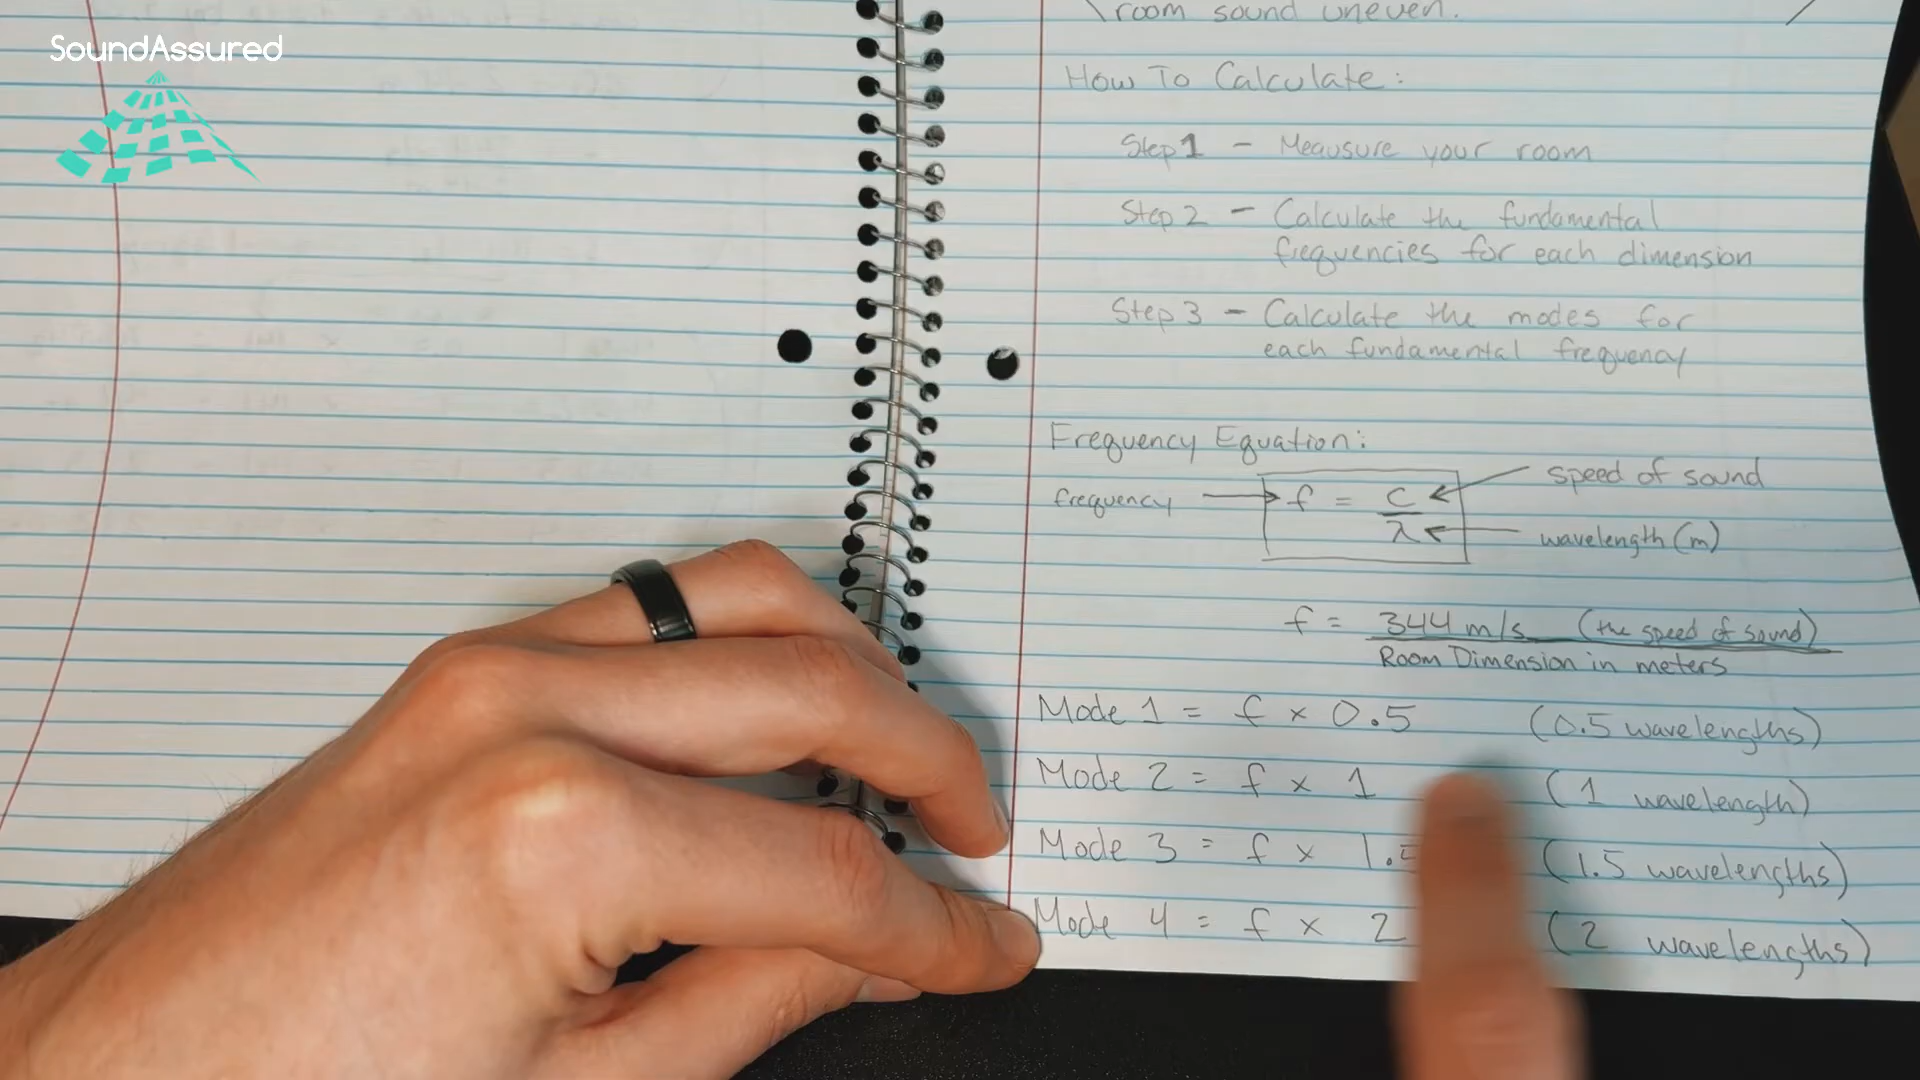 SoundAssured
room sound uneven.
How To Calculate:
Step 1 - Meausure your room
Step 2 - Calculate the fundamental
frequencies for each dimension
Step 3 - Calculate the modes for
each fundamental frequency
Frequency Equation:
frequency → f = c / λ ← speed of sound
wavelength (m)
f = 344 m/s (the speed of sound)
Room Dimension in meters
Mode 1 = f x 0.5 (0.5 wavelengths)
Mode 2 = f x 1 (1 wavelength)
Mode 3 = f x 1.5 (1.5 wavelengths)
Mode 4 = f x 2 (2 wavelengths)